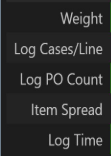 Weight
Log Cases/Line
Log PO Count
Item Spread
Log Time